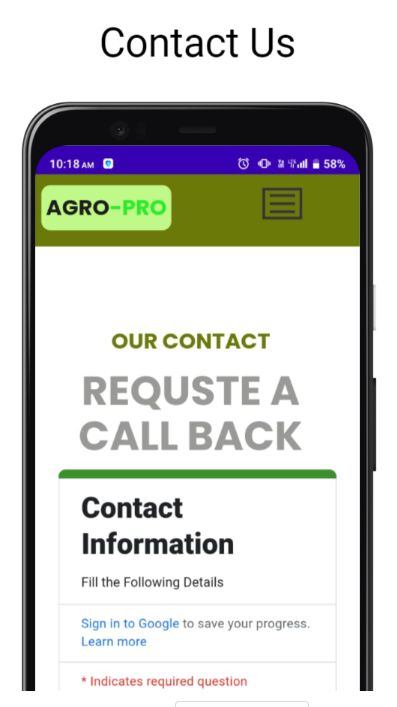 Contact Us
10:18 AM
58%
AGRO-PRO
OUR CONTACT
REQUSTE A
CALL BACK
Contact
Information
Fill the Following Details
Sign in to Google to save your progress.
Learn more
* Indicates required question